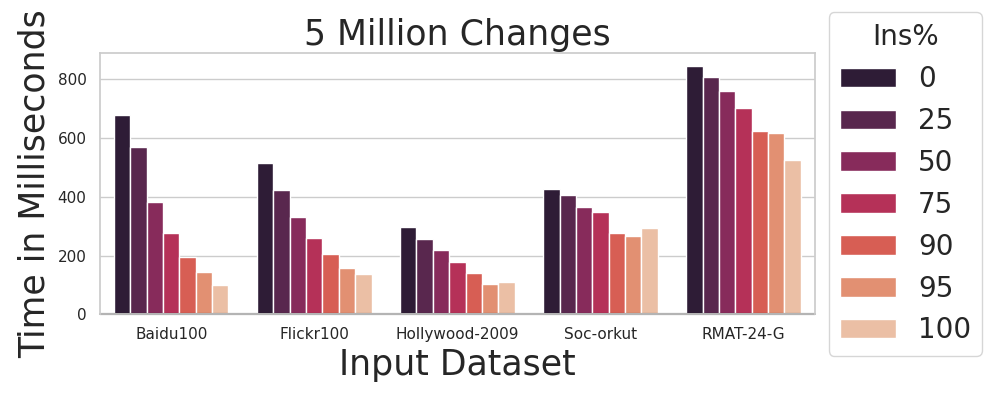 5 Million Changes
Time in Milliseconds
800
600
400
200
0
Baidu100 Flickr100 Hollywood-2009 Soc-orkut RMAT-24-G
Input Dataset
Ins%
0
25
50
75
90
95
100